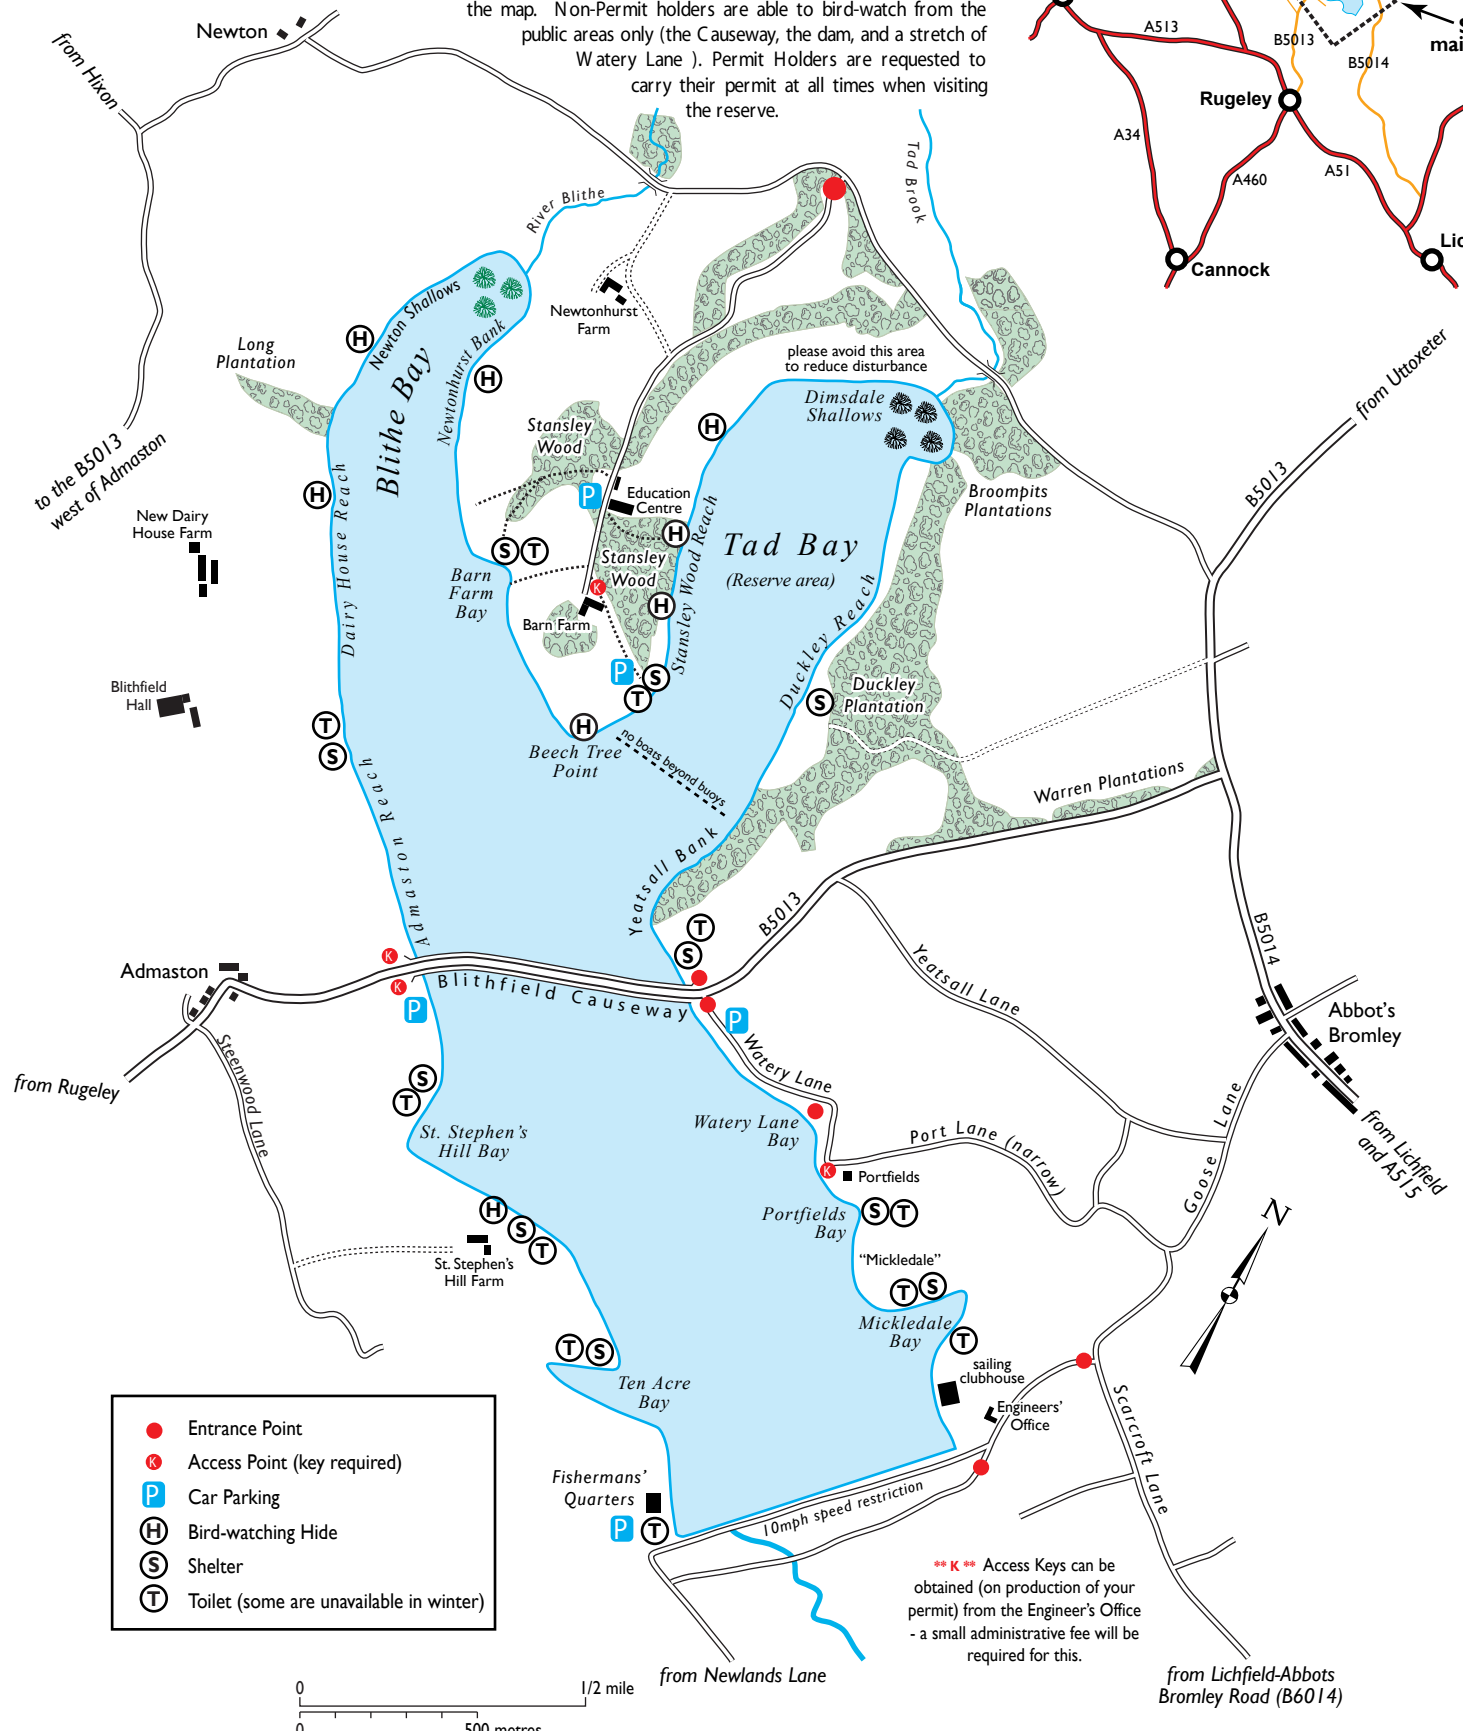 the map. Non-Permit holders are able to bird-watch from the
public areas only (the Causeway, the dam, and a stretch of
Watery Lane ). Permit Holders are requested to
carry their permit at all times when visiting
the reserve.
A513
B5013
B5014
Rugeley
A34
A460
A51
Cannock
Newton
from Hixon
River Blithe
Tad Brook
Newtonhurst
Farm
Newton Shallows
Newtonhurst Bank
Long
Plantation
Blithe Bay
H
H
please avoid this area
to reduce disturbance
Dimsdale
Shallows
from Uttoxeter
B5013
to the B5013
west of Admaston
Stansley
Wood
H
P
Education
Centre
Broompits
Plantations
H
New Dairy
House Farm
Dairy House Reach
S T
H
Stansley Wood Reach
Tad Bay
(Reserve area)
Stansley
Wood
K
Barn
Farm
Bay
Barn Farm
H
Duckley Reach
Blithfield
Hall
P
S
T
S
Duckley
Plantation
T
S
H
Beech Tree
Point
no boats beyond buoys
Warren Plantations
Admaston Reach
Yeatsall Bank
T
S
B5013
Yeatsall Lane
B5014
Admaston
K
K
P
Blithfield Causeway
P
Abbot's
Bromley
from Rugeley
Steenwood Lane
Watery Lane
S
T
Watery Lane
Bay
Port Lane (narrow)
Goose Lane
from Lichfield
and A515
St. Stephen's
Hill Bay
K
Portfields
H
S
T
Portfields
Bay
S T
N
St. Stephen's
Hill Farm
"Mickledale"
T S
Mickledale
Bay
T
T S
Ten Acre
Bay
sailing
clubhouse
Engineers'
Office
Scarcroft Lane
Entrance Point
K Access Point (key required)
P Car Parking
H Bird-watching Hide
S Shelter
T Toilet (some are unavailable in winter)
Fishermans'
Quarters
P T
10mph speed restriction
** K ** Access Keys can be
obtained (on production of your
permit) from the Engineer's Office
- a small administrative fee will be
required for this.
from Newlands Lane
from Lichfield-Abbots
Bromley Road (B6014)
0 1/2 mile
0 500 metres